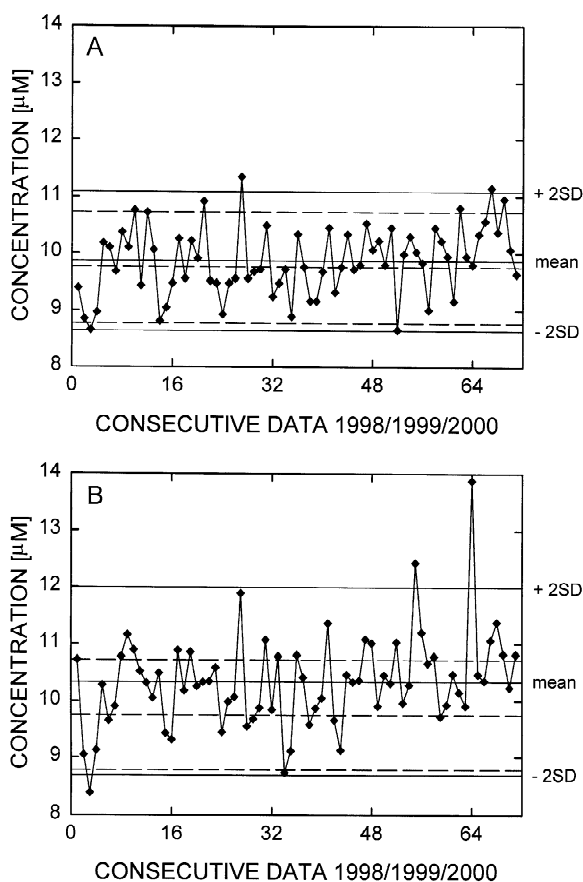 A
CONCENTRATION [µM]
14
13
12
11
10
9
8
+ 2SD
mean
- 2SD
0 16 32 48 64
CONSECUTIVE DATA 1998/1999/2000
B
CONCENTRATION [µM]
14
13
12
11
10
9
8
+ 2SD
mean
- 2SD
0 16 32 48 64
CONSECUTIVE DATA 1998/1999/2000